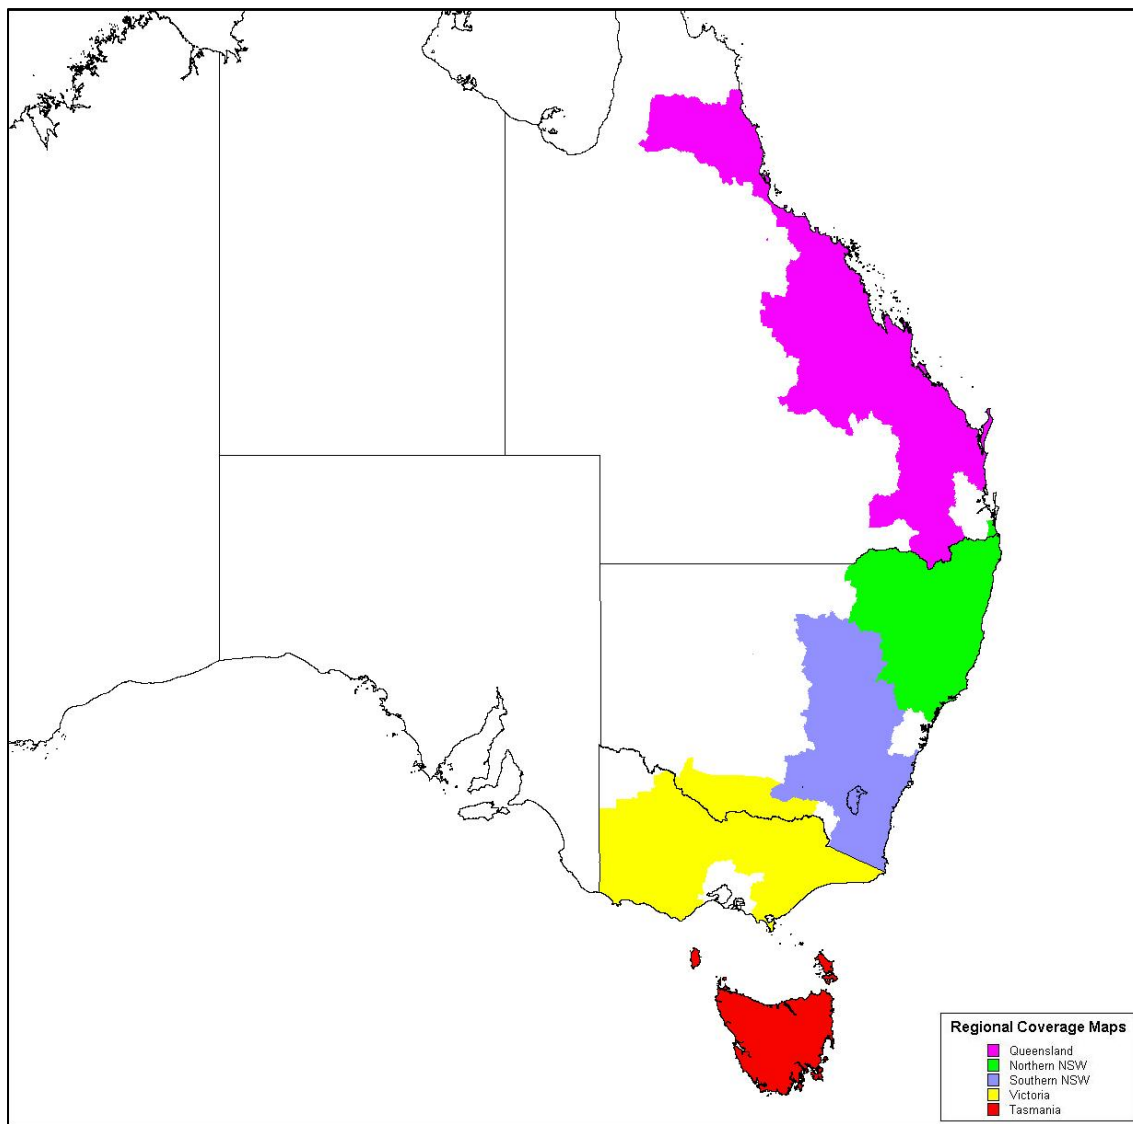 Regional Coverage Maps
Queensland
Northern NSW
Southern NSW
Victoria
Tasmania